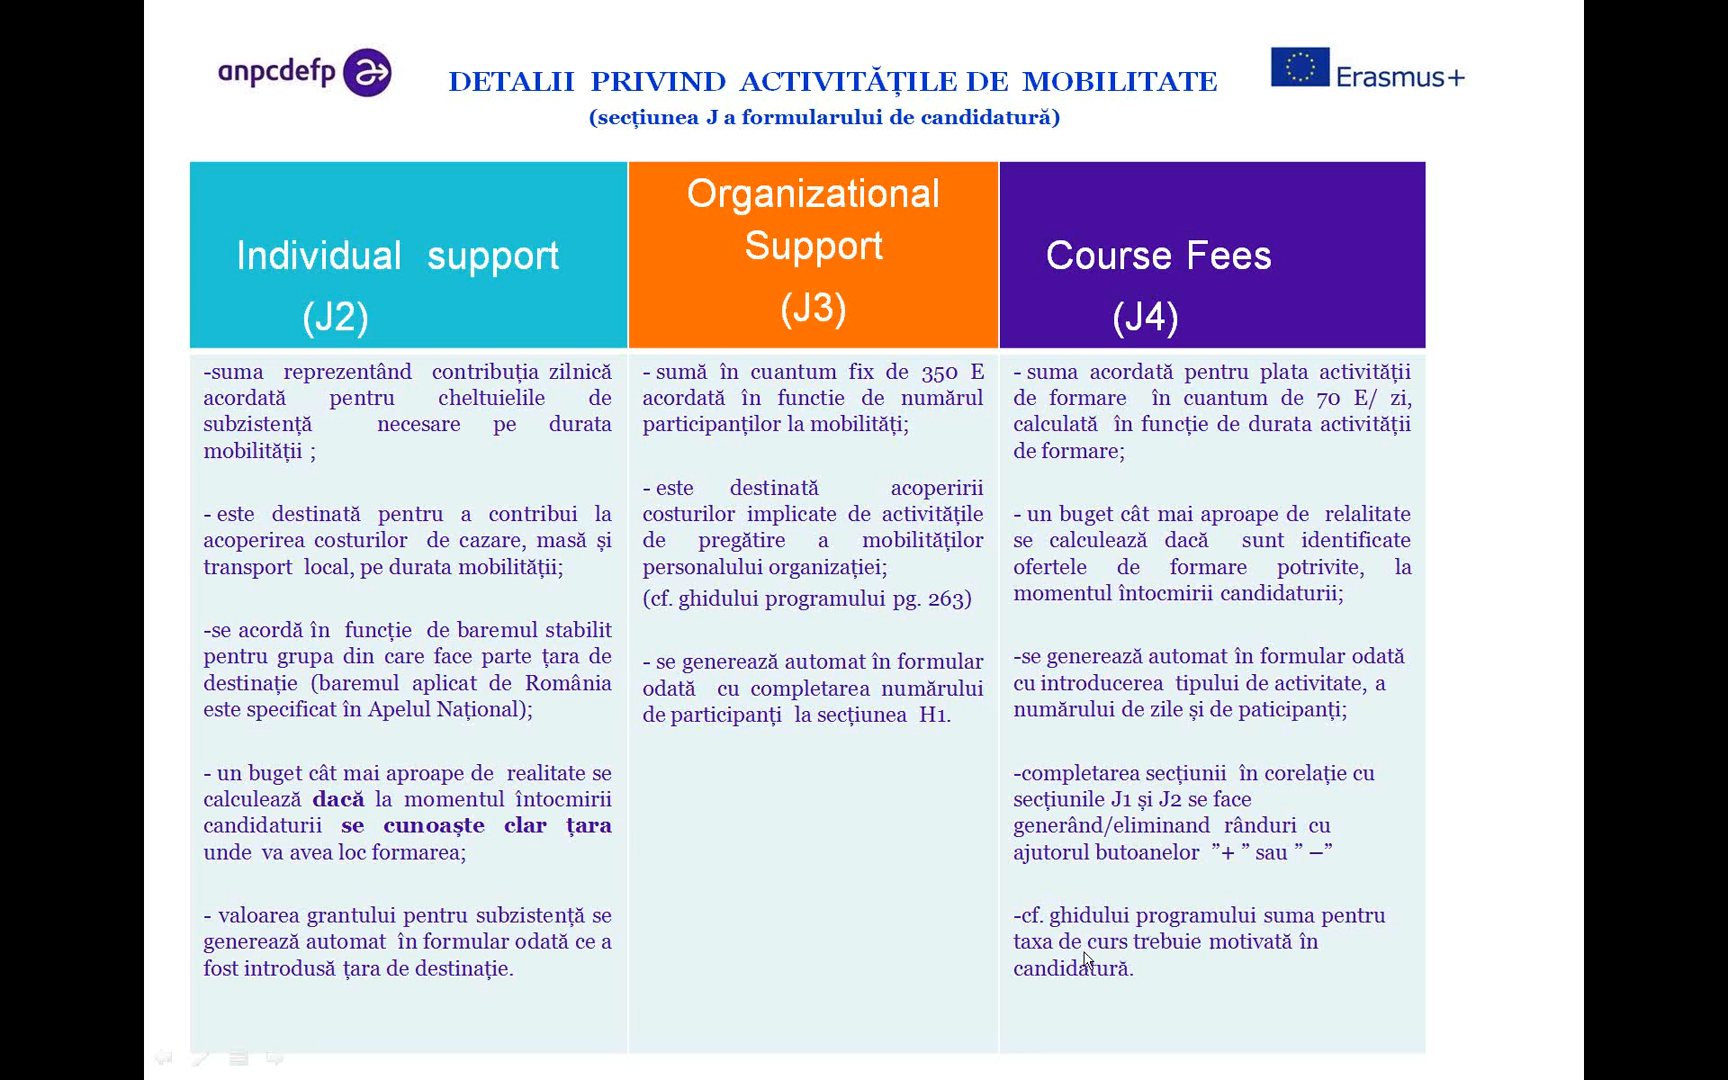 anpcdefp
DETALII PRIVIND ACTIVITĂȚILE DE MOBILITATE
(secțiunea J a formularului de candidatură)
Erasmus+
Individual support
(J2)
-suma reprezentând contribuția zilnică
acordată pentru cheltuielile de
subzistență necesare pe durata
mobilității ;
- este destinată pentru a contribui la
acoperirea costurilor de cazare, masă și
transport local, pe durata mobilității;
-se acordă în funcție de baremul stabilit
pentru grupa din care face parte țara de
destinație (baremul aplicat de România
este specificat în Apelul Național);
- un buget cât mai aproape de realitate se
calculează dacă la momentul întocmirii
candidaturii se cunoaște clar țara
unde va avea loc formarea;
- valoarea grantului pentru subzistență se
generează automat în formular odată ce a
fost introdusă țara de destinație.
Organizational
Support
(J3)
- sumă în cuantum fix de 350 E
acordată în functie de numărul
participanților la mobilități;
- este destinată acoperirii
costurilor implicate de activitățile
de pregătire a mobilităților
personalului organizației;
(cf. ghidului programului pg. 263)
- se generează automat în formular
odată cu completarea numărului
de participanți la secțiunea H1.
Course Fees
(J4)
- suma acordată pentru plata activității
de formare în cuantum de 70 E/ zi,
calculată în funcție de durata activității
de formare;
- un buget cât mai aproape de relalitate
se calculează dacă sunt identificate
ofertele de formare potrivite, la
momentul întocmirii candidaturii;
-se generează automat în formular odată
cu introducerea tipului de activitate, a
numărului de zile și de paticipanți;
-completarea secțiunii în corelație cu
secțiunile J1 și J2 se face
generând/eliminand rânduri cu
ajutorul butoanelor ”+ ” sau ” –”
-cf. ghidului programului suma pentru
taxa de curs trebuie motivată în
candidatură.